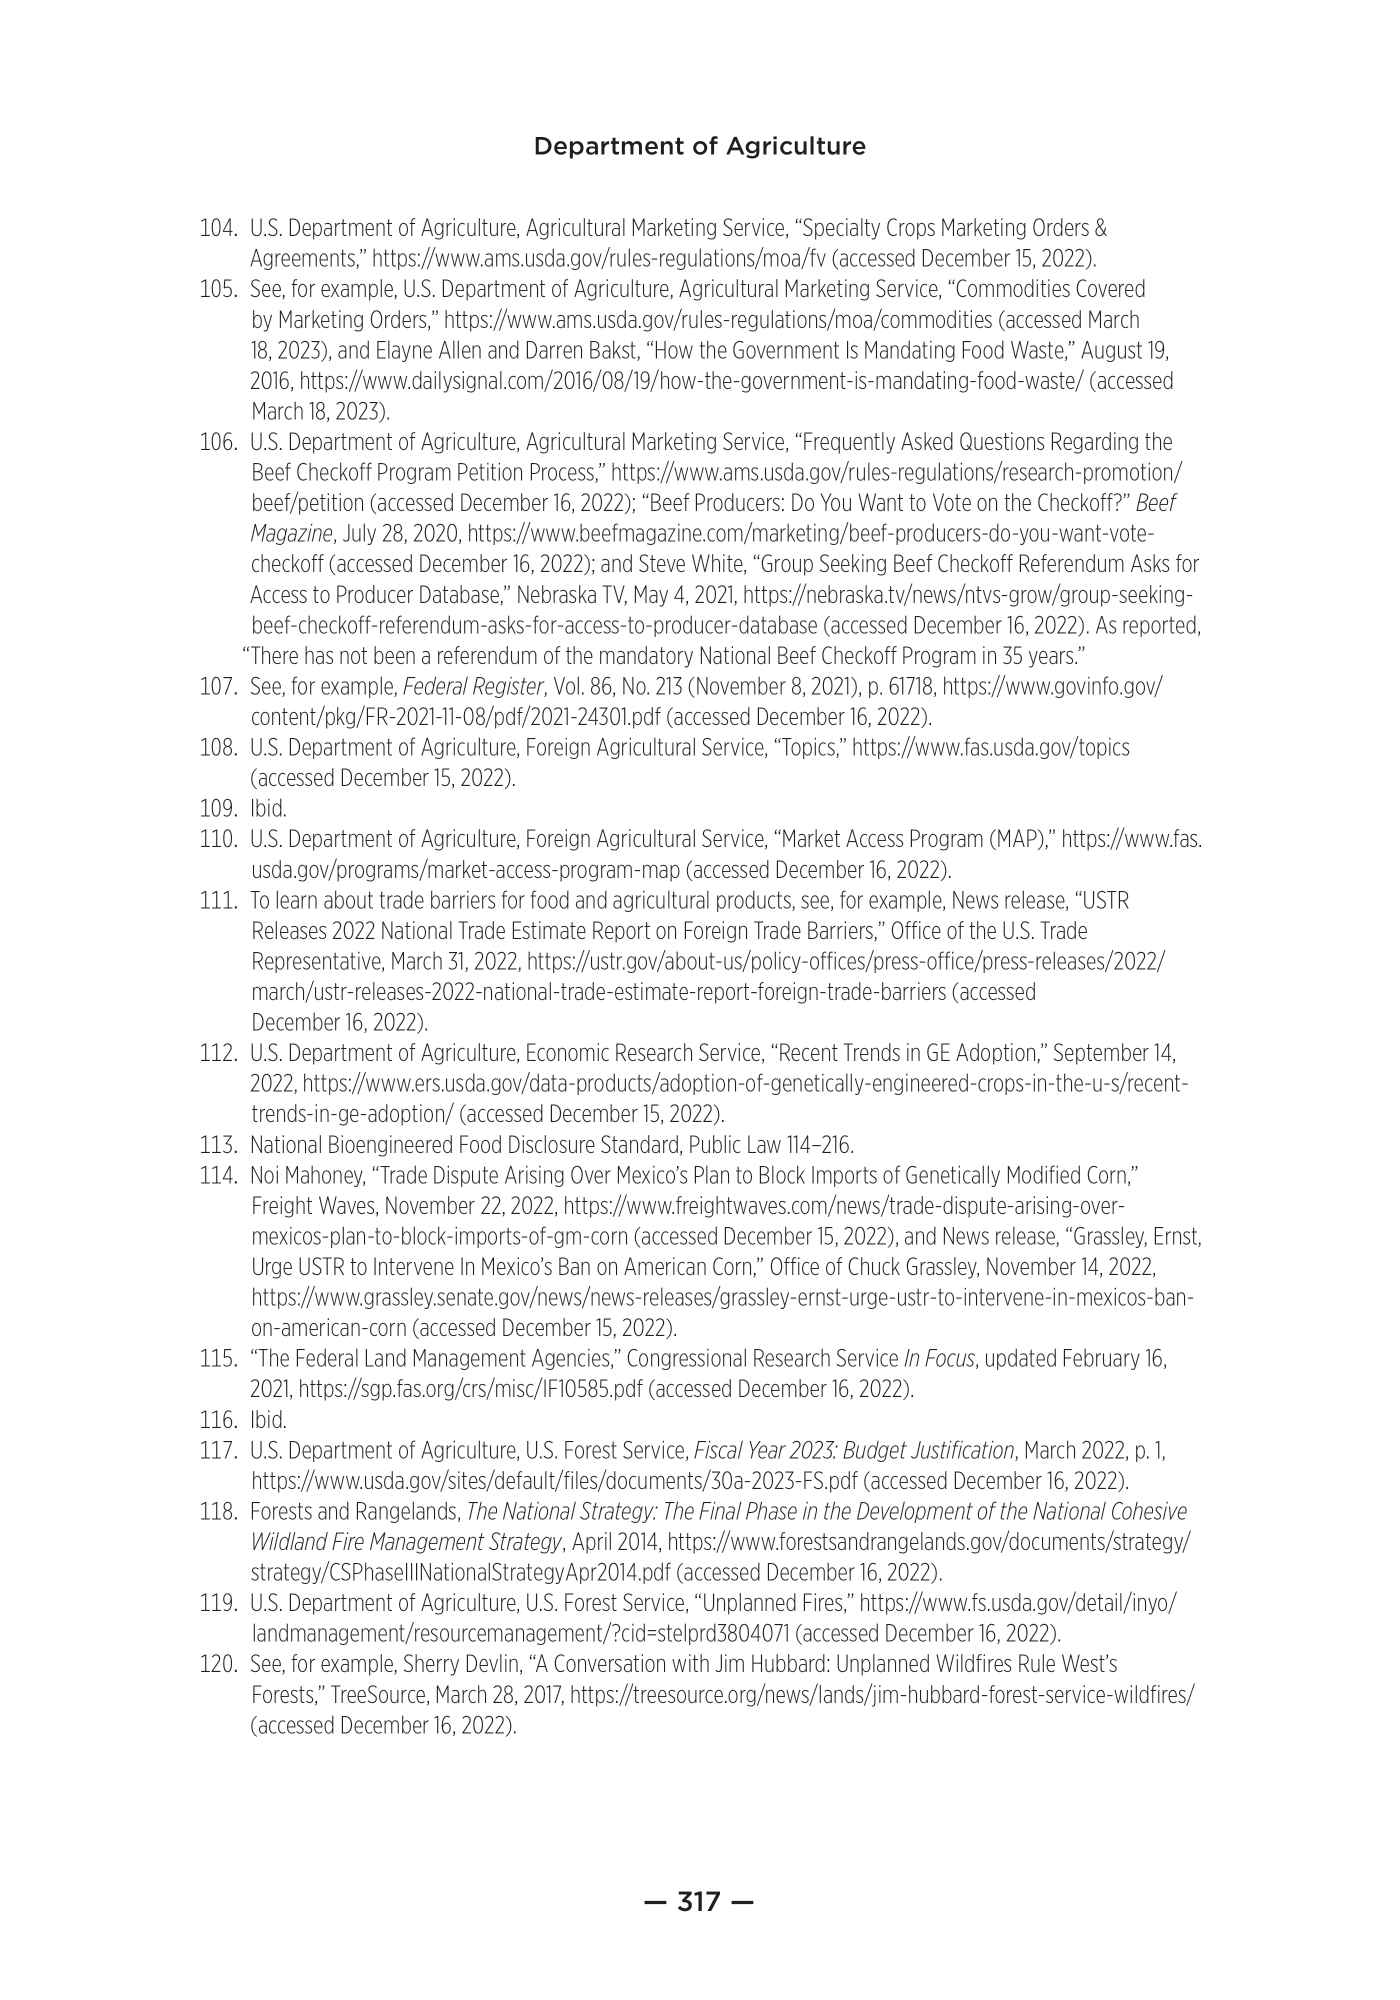 Department of Agriculture
104. U.S. Department of Agriculture, Agricultural Marketing Service, “Specialty Crops Marketing Orders &
Agreements,” https://www.ams.usda.gov/rules-regulations/moa/fv (accessed December 15, 2022).
105. See, for example, U.S. Department of Agriculture, Agricultural Marketing Service, “Commodities Covered
by Marketing Orders,” https://www.ams.usda.gov/rules-regulations/moa/commodities (accessed March
18, 2023), and Elayne Allen and Darren Bakst, “How the Government Is Mandating Food Waste,” August 19,
2016, https://www.dailysignal.com/2016/08/19/how-the-government-is-mandating-food-waste/ (accessed
March 18, 2023).
106. U.S. Department of Agriculture, Agricultural Marketing Service, “Frequently Asked Questions Regarding the
Beef Checkoff Program Petition Process,” https://www.ams.usda.gov/rules-regulations/research-promotion/
beef/petition (accessed December 16, 2022); “Beef Producers: Do You Want to Vote on the Checkoff?” Beef
Magazine, July 28, 2020, https://www.beefmagazine.com/marketing/beef-producers-do-you-want-vote-
checkoff (accessed December 16, 2022); and Steve White, “Group Seeking Beef Checkoff Referendum Asks for
Access to Producer Database,” Nebraska TV, May 4, 2021, https://nebraska.tv/news/ntvs-grow/group-seeking-
beef-checkoff-referendum-asks-for-access-to-producer-database (accessed December 16, 2022). As reported,
“There has not been a referendum of the mandatory National Beef Checkoff Program in 35 years.”
107. See, for example, Federal Register, Vol. 86, No. 213 (November 8, 2021), p. 61718, https://www.govinfo.gov/
content/pkg/FR-2021-11-08/pdf/2021-24301.pdf (accessed December 16, 2022).
108. U.S. Department of Agriculture, Foreign Agricultural Service, “Topics,” https://www.fas.usda.gov/topics
(accessed December 15, 2022).
109. Ibid.
110. U.S. Department of Agriculture, Foreign Agricultural Service, “Market Access Program (MAP),” https://www.fas.
usda.gov/programs/market-access-program-map (accessed December 16, 2022).
111. To learn about trade barriers for food and agricultural products, see, for example, News release, “USTR
Releases 2022 National Trade Estimate Report on Foreign Trade Barriers,” Office of the U.S. Trade
Representative, March 31, 2022, https://ustr.gov/about-us/policy-offices/press-office/press-releases/2022/
march/ustr-releases-2022-national-trade-estimate-report-foreign-trade-barriers (accessed
December 16, 2022).
112. U.S. Department of Agriculture, Economic Research Service, “Recent Trends in GE Adoption,” September 14,
2022, https://www.ers.usda.gov/data-products/adoption-of-genetically-engineered-crops-in-the-u-s/recent-
trends-in-ge-adoption/ (accessed December 15, 2022).
113. National Bioengineered Food Disclosure Standard, Public Law 114–216.
114. Noi Mahoney, “Trade Dispute Arising Over Mexico’s Plan to Block Imports of Genetically Modified Corn,”
Freight Waves, November 22, 2022, https://www.freightwaves.com/news/trade-dispute-arising-over-
mexicos-plan-to-block-imports-of-gm-corn (accessed December 15, 2022), and News release, “Grassley, Ernst,
Urge USTR to Intervene In Mexico’s Ban on American Corn,” Office of Chuck Grassley, November 14, 2022,
https://www.grassley.senate.gov/news/news-releases/grassley-ernst-urge-ustr-to-intervene-in-mexicos-ban-
on-american-corn (accessed December 15, 2022).
115. “The Federal Land Management Agencies,” Congressional Research Service In Focus, updated February 16,
2021, https://sgp.fas.org/crs/misc/IF10585.pdf (accessed December 16, 2022).
116. Ibid.
117. U.S. Department of Agriculture, U.S. Forest Service, Fiscal Year 2023: Budget Justification, March 2022, p. 1,
https://www.usda.gov/sites/default/files/documents/30a-2023-FS.pdf (accessed December 16, 2022).
118. Forests and Rangelands, The National Strategy: The Final Phase in the Development of the National Cohesive
Wildland Fire Management Strategy, April 2014, https://www.forestsandrangelands.gov/documents/strategy/
strategy/CSPhaseIIINationalStrategyApr2014.pdf (accessed December 16, 2022).
119. U.S. Department of Agriculture, U.S. Forest Service, “Unplanned Fires,” https://www.fs.usda.gov/detail/inyo/
landmanagement/resourcemanagement/?cid=stelprd3804071 (accessed December 16, 2022).
120. See, for example, Sherry Devlin, “A Conversation with Jim Hubbard: Unplanned Wildfires Rule West’s
Forests,” TreeSource, March 28, 2017, https://treesource.org/news/lands/jim-hubbard-forest-service-wildfires/
(accessed December 16, 2022).
— 317 —